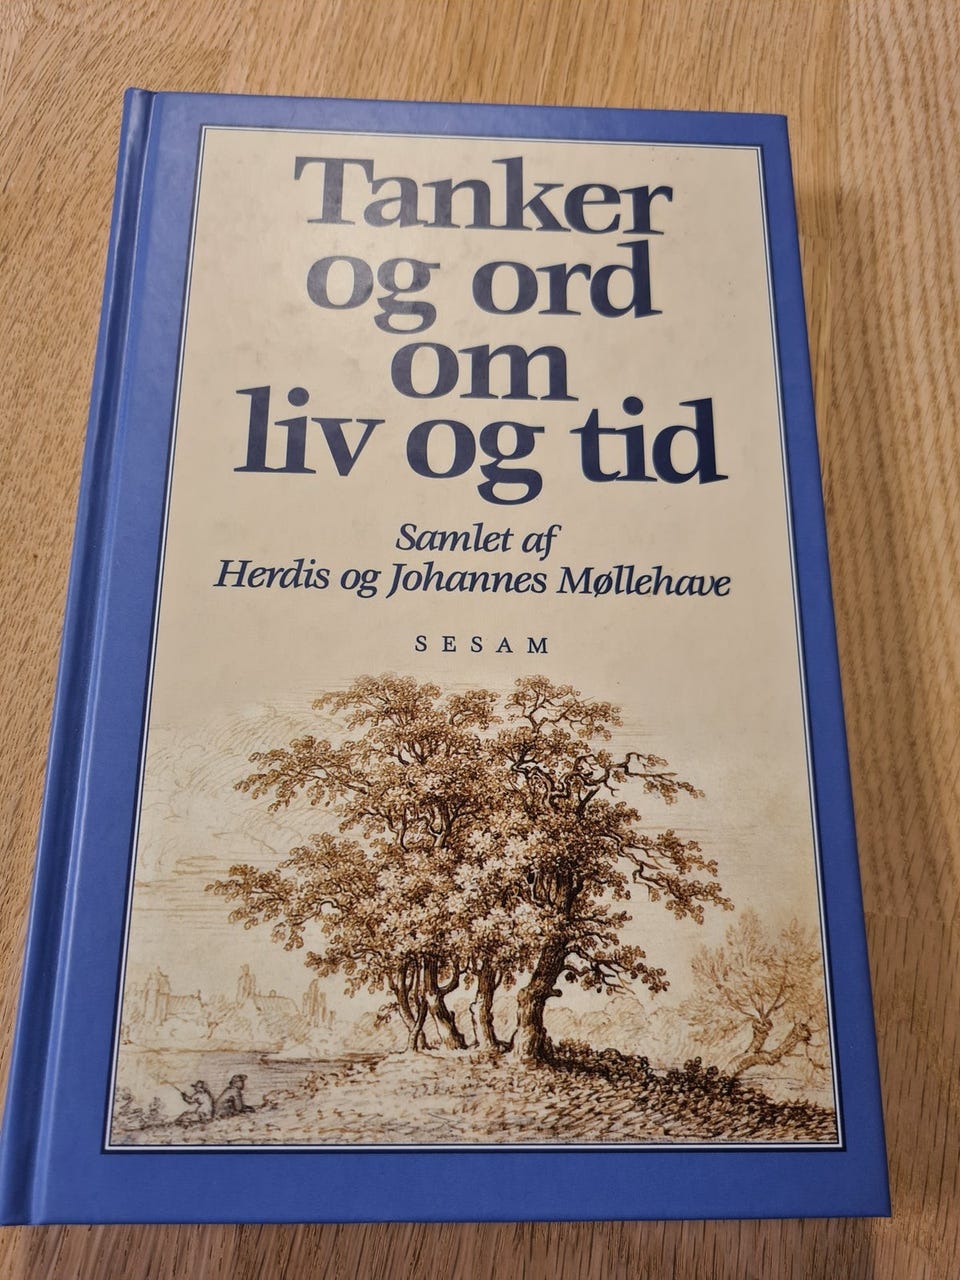 Tanker
og ord
om
liv og tid
Samlet af
Herdis og Johannes Møllehave
SESAM